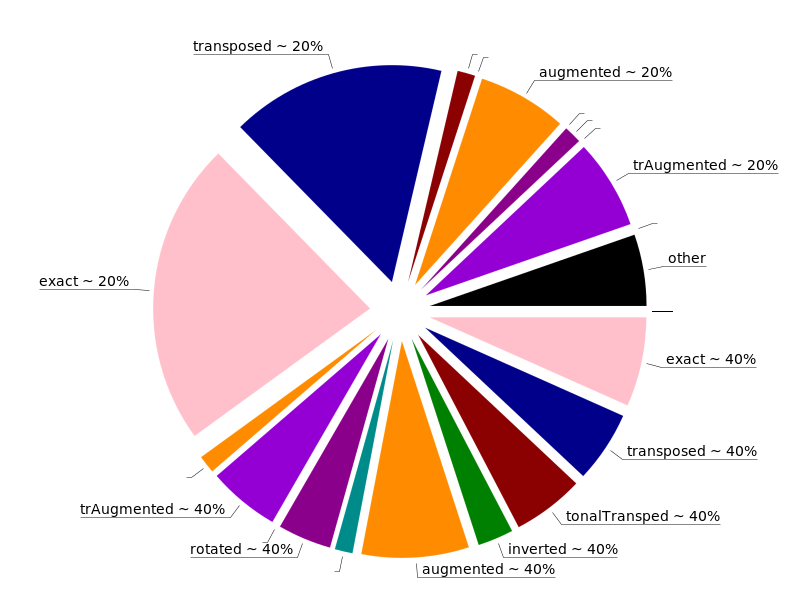 transposed ~ 20%
augmented ~ 20%
trAugmented ~ 20%
other
exact ~ 20%
exact ~ 40%
transposed ~ 40%
tonalTransped ~ 40%
trAugmented ~ 40%
rotated ~ 40%
inverted ~ 40%
augmented ~ 40%